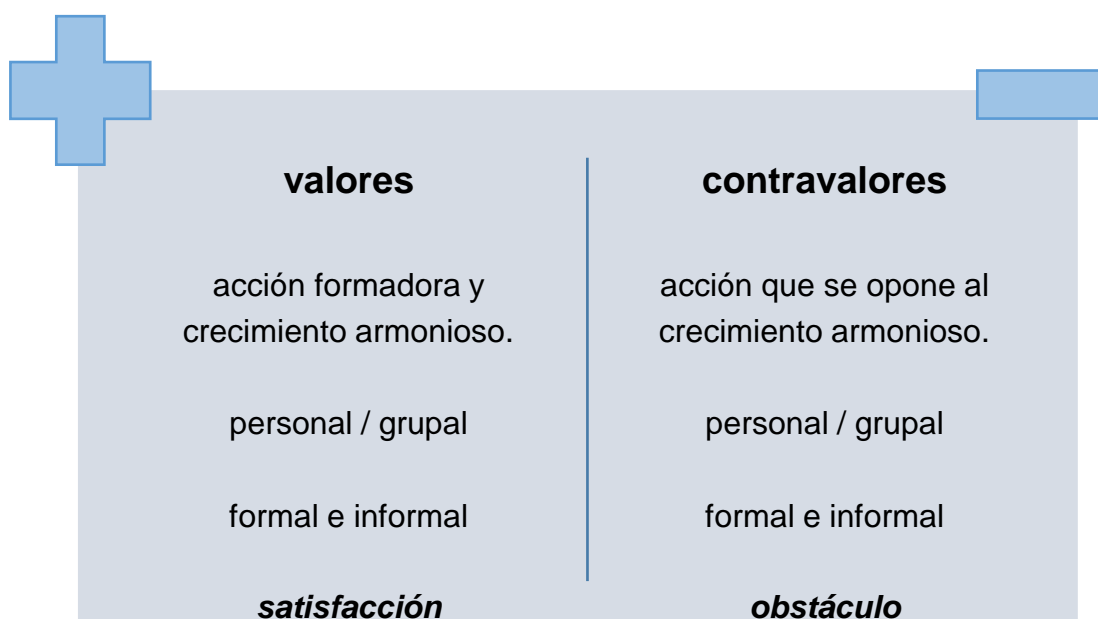 valores
acción formadora y
crecimiento armonioso.
personal / grupal
formal e informal
satisfacción
contravalores
acción que se opone al
crecimiento armonioso.
personal / grupal
formal e informal
obstáculo